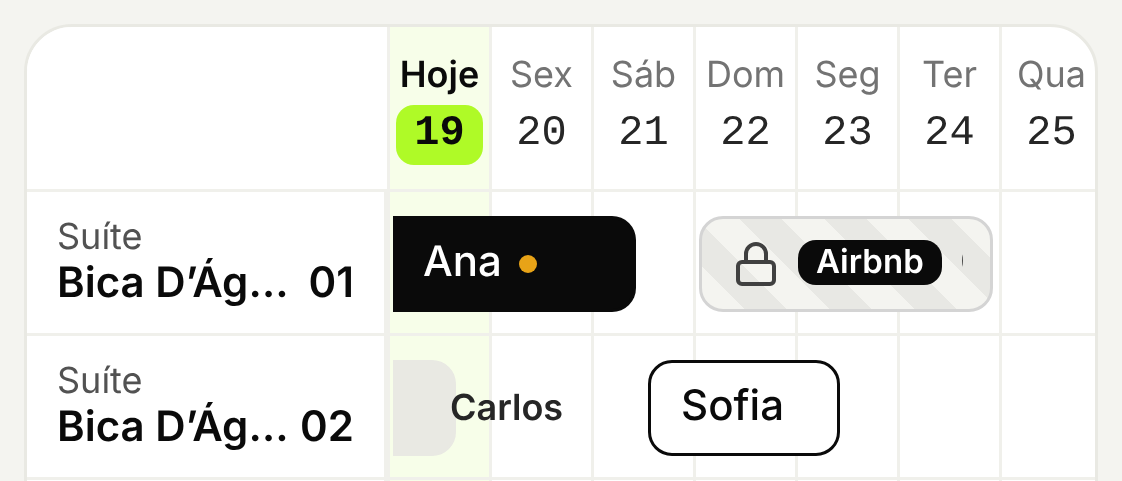 Hoje Sex Sáb Dom Seg Ter Qua
19 20 21 22 23 24 25
Suíte
Bica D’Ág... 01
Ana
Airbnb
Suíte
Bica D’Ág... 02
Carlos
Sofia